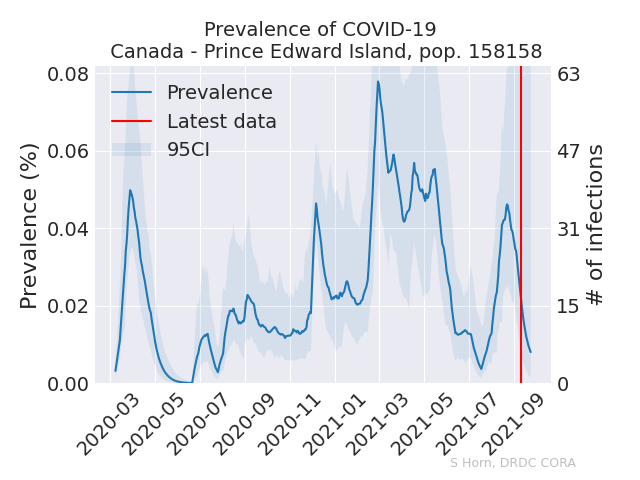 Prevalence of COVID-19
Canada - Prince Edward Island, pop. 158158
Prevalence
Latest data
95CI
Prevalence (%)
0.08
0.06
0.04
0.02
0.00
63
47
31
15
0
# of infections
2020-03
2020-05
2020-07
2020-09
2020-11
2021-01
2021-03
2021-05
2021-07
2021-09
S Horn, DRDC CORA